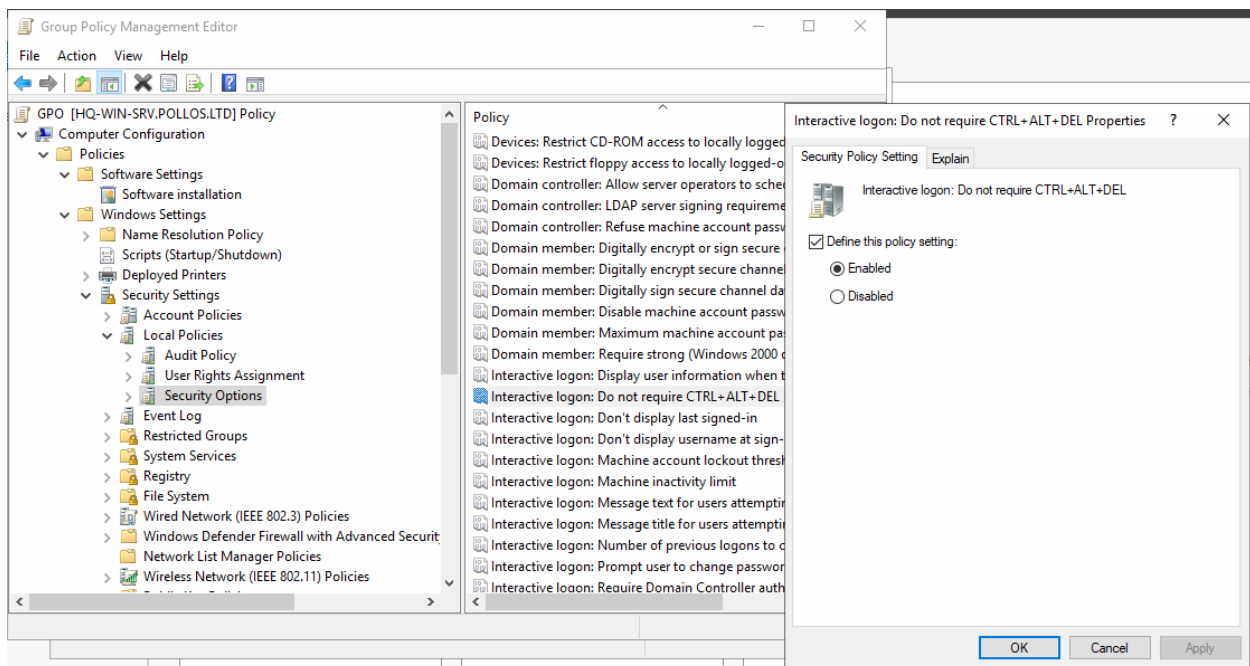 Group Policy Management Editor
File Action View Help
GPO [HQ-WIN-SRV.POLLOS.LTD] Policy
Computer Configuration
Policies
Software Settings
Software installation
Windows Settings
Name Resolution Policy
Scripts (Startup/Shutdown)
Deployed Printers
Security Settings
Account Policies
Local Policies
Audit Policy
User Rights Assignment
Security Options
Event Log
Restricted Groups
System Services
Registry
File System
Wired Network (IEEE 802.3) Policies
Windows Defender Firewall with Advanced Securit
Network List Manager Policies
Wireless Network (IEEE 802.11) Policies
Policy
Devices: Restrict CD-ROM access to locally logged
Devices: Restrict floppy access to locally logged-o
Domain controller: Allow server operators to sche
Domain controller: LDAP server signing requireme
Domain controller: Refuse machine account passw
Domain member: Digitally encrypt or sign secure
Domain member: Digitally encrypt secure channel
Domain member: Digitally sign secure channel da
Domain member: Disable machine account passw
Domain member: Maximum machine account pa
Domain member: Require strong (Windows 2000
Interactive logon: Display user information when t
Interactive logon: Do not require CTRL+ALT+DEL
Interactive logon: Don't display last signed-in
Interactive logon: Don't display username at sign-
Interactive logon: Machine account lockout thresh
Interactive logon: Machine inactivity limit
Interactive logon: Message text for users attemptin
Interactive logon: Message title for users attemptin
Interactive logon: Number of previous logons to c
Interactive logon: Prompt user to change passwor
Interactive logon: Require Domain Controller auth
Interactive logon: Do not require CTRL+ALT+DEL Properties ?
Security Policy Setting Explain
Interactive logon: Do not require CTRL+ALT+DEL
Define this policy setting:
Enabled
Disabled
OK Cancel Apply